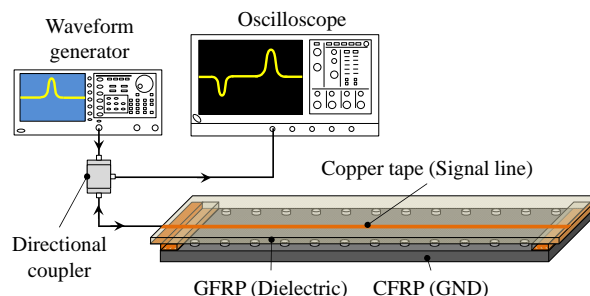 Waveform
generator
Oscilloscope
Copper tape (Signal line)
Directional
coupler
GFRP (Dielectric)
CFRP (GND)